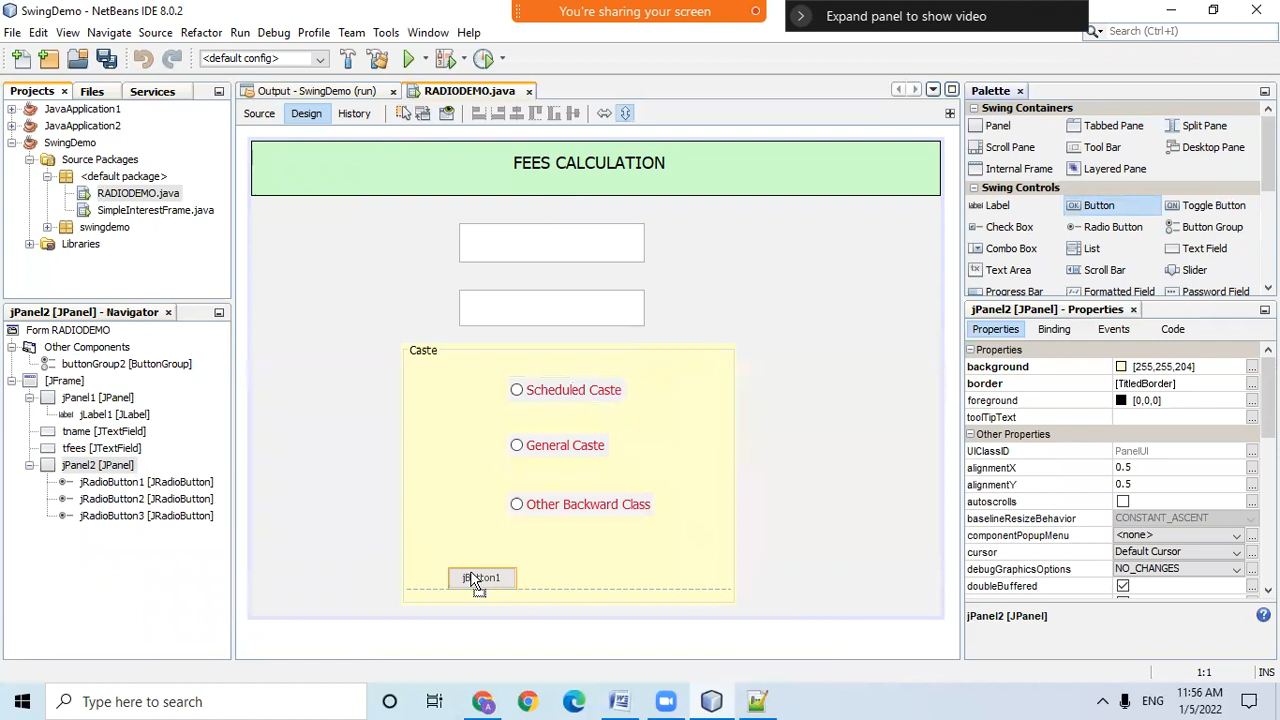 SwingDemo - NetBeans IDE 8.0.2
You're sharing your screen
Expand panel to show video
File Edit View Navigate Source Refactor Run Debug Profile Team Tools Window Help
Search (Ctrl+I)
<default config>
Projects Files Services
Output - SwingDemo (run) RADIODEMO.java
Palette
JavaApplication1
JavaApplication2
SwingDemo
Source Packages
<default package>
RADIODEMO.java
SimpleInterestFrame.java
swingdemo
Libraries
Source Design History
FEES CALCULATION
Caste
Scheduled Caste
General Caste
Other Backward Class
jButton1
Swing Containers
Panel Tabbed Pane Split Pane
Scroll Pane Tool Bar Desktop Pane
Internal Frame Layered Pane
Swing Controls
label Label OK Button ON Toggle Button
Check Box Radio Button Button Group
Combo Box List Text Field
Text Area Scroll Bar Slider
Progress Bar Formatted Field Password Field
jPanel2 [JPanel] - Navigator
Form RADIODEMO
Other Components
buttonGroup2 [ButtonGroup]
[JFrame]
jPanel1 [JPanel]
label jLabel1 [JLabel]
tname [JTextField]
tfees [JTextField]
jPanel2 [JPanel]
jRadioButton1 [JRadioButton]
jRadioButton2 [JRadioButton]
jRadioButton3 [JRadioButton]
jPanel2 [JPanel] - Properties
Properties Binding Events Code
Properties
background [255,255,204]
border [TitledBorder]
foreground [0,0,0]
toolTipText
Other Properties
UIClassID PanelUI
alignmentX 0.5
alignmentY 0.5
autoscrolls
baselineResizeBehavior CONSTANT_ASCENT
componentPopupMenu <none>
cursor Default Cursor
debugGraphicsOptions NO_CHANGES
doubleBuffered
jPanel2 [JPanel]
1:1 INS
Type here to search
ENG
11:56 AM
1/5/2022